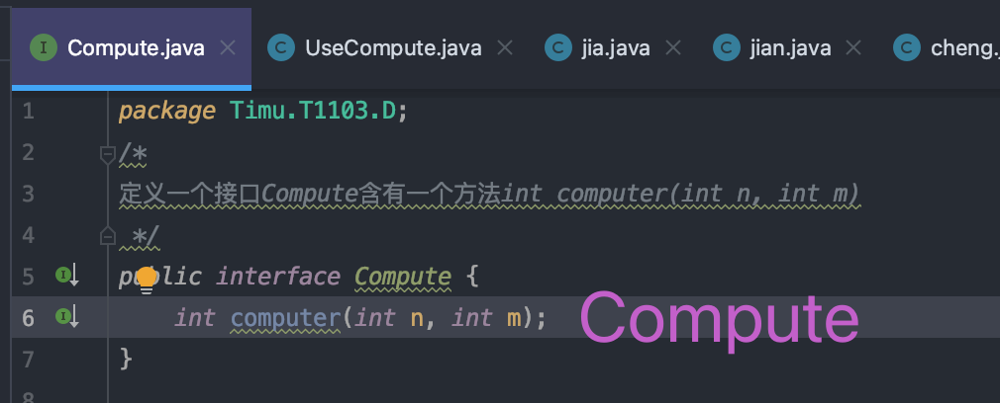 I Compute.java × C UseCompute.java × C jia.java × C jian.java × C cheng.
1 package Timu.T1103.D;
2 /*
3 定义一个接口Compute含有一个方法int computer(int n, int m)
4 */
5 public interface Compute {
6 int computer(int n, int m); Compute
7 }
8